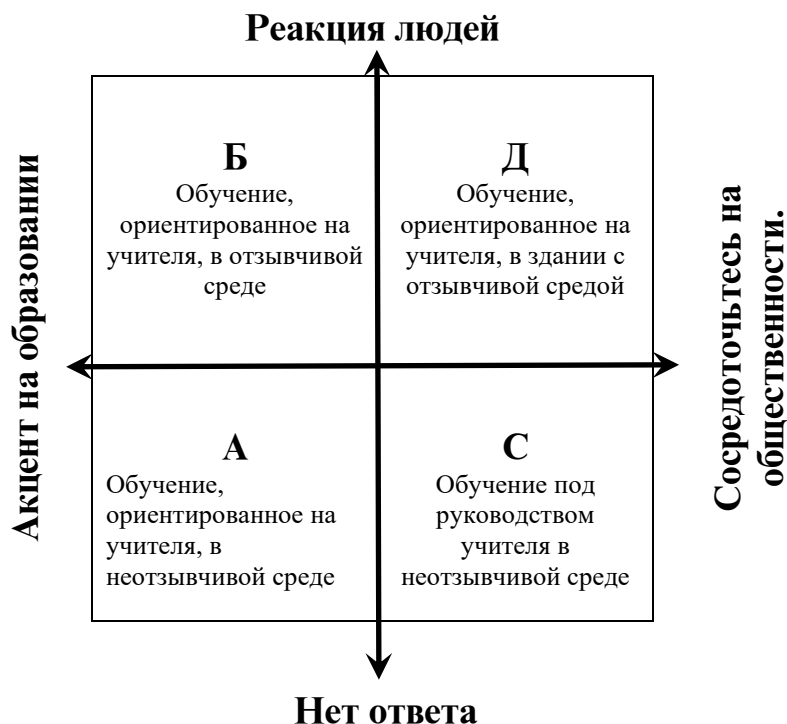 Реакция людей
Акцент на образовании
Б
Обучение,
ориентированное на
учителя, в отзывчивой
среде
Д
Обучение,
ориентированное на
учителя, в здании с
отзывчивой средой
Сосредоточьтесь на
общественности.
А
Обучение,
ориентированное на
учителя, в
неотзывчивой среде
С
Обучение под
руководством
учителя в
неотзывчивой среде
Нет ответа